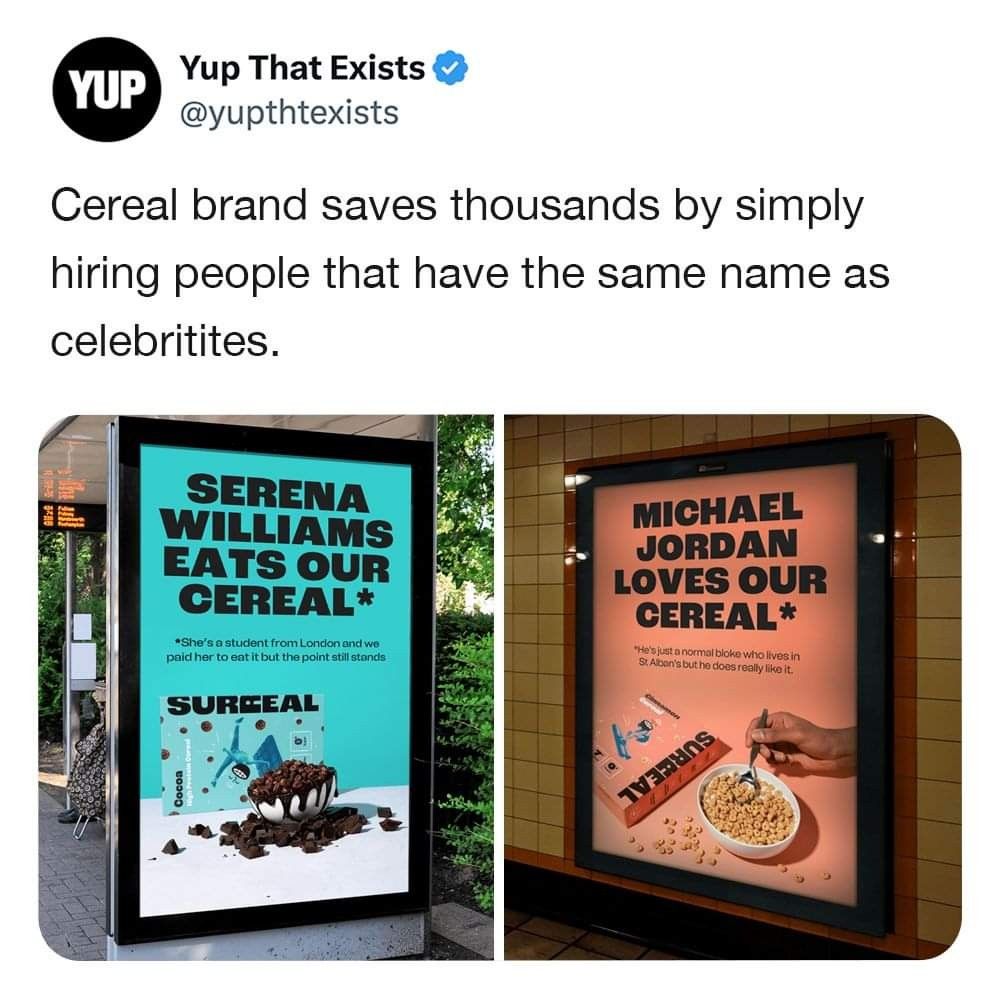 YUP
Yup That Exists
@yupthtexists
Cereal brand saves thousands by simply
hiring people that have the same name as
celebritites.
SERENA
WILLIAMS
EATS OUR
CEREAL*
*She's a student from London and we
paid her to eat it but the point still stands
SURREAL
Cocoa
High Protein Cereal
MICHAEL
JORDAN
LOVES OUR
CEREAL*
*He's just a normal bloke who lives in
St Alban's but he does really like it.
SURREAL